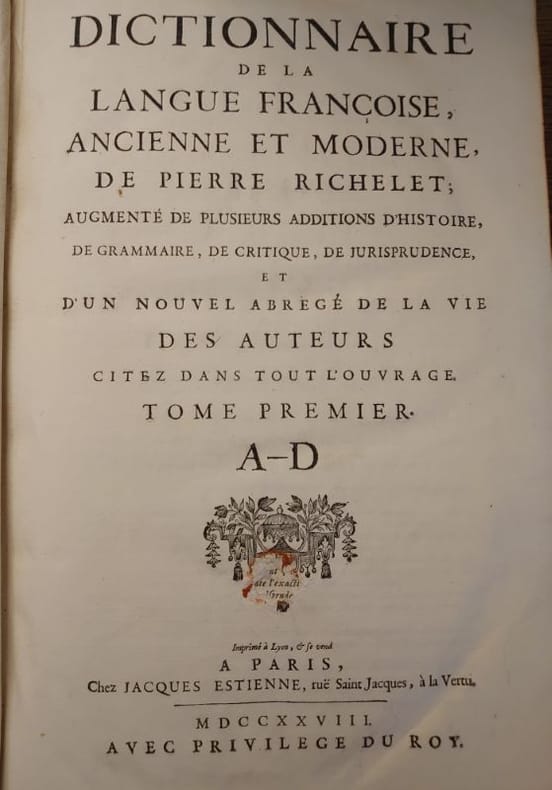 DICTIONNAIRE
DE LA
LANGUE FRANÇOISE,
ANCIENNE ET MODERNE,
DE PIERRE RICHELET;
AUGMENTÉ DE PLUSIEURS ADDITIONS D'HISTOIRE,
DE GRAMMAIRE, DE CRITIQUE, DE JURISPRUDENCE,
ET
D'UN NOUVEL ABREGÉ DE LA VIE
DES AUTEURS
CITEZ DANS TOUT L'OUVRAGE.
TOME PREMIER.
A–D
Imprimé à Lyon, & se vend
A PARIS,
Chez JACQUES ESTIENNE, ruë Saint Jacques, à la Vertu.
MDCCXXVIII.
AVEC PRIVILEGE DU ROY.